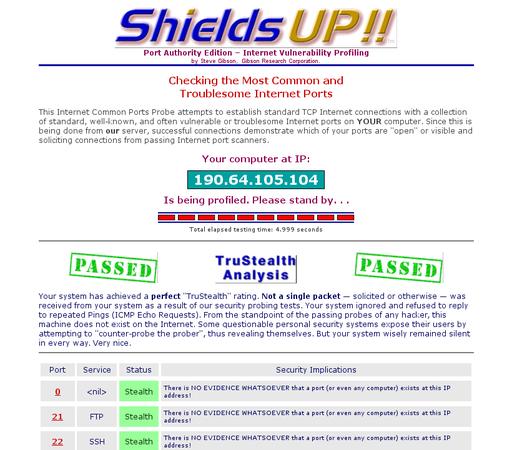 Shields UP!!
Port Authority Edition – Internet Vulnerability Profiling
by Steve Gibson, Gibson Research Corporation.
Checking the Most Common and
Troublesome Internet Ports
This Internet Common Ports Probe attempts to establish standard TCP Internet connections with a collection
of standard, well-known, and often vulnerable or troublesome Internet ports on YOUR computer. Since this is
being done from our server, successful connections demonstrate which of your ports are "open" or visible and
soliciting connections from passing Internet port scanners.
Your computer at IP:
190.64.105.104
Is being profiled. Please stand by. . .
Total elapsed testing time: 4.999 seconds
PASSED
TruStealth
Analysis
PASSED
Your system has achieved a perfect "TruStealth" rating. Not a single packet — solicited or otherwise — was
received from your system as a result of our security probing tests. Your system ignored and refused to reply
to repeated Pings (ICMP Echo Requests). From the standpoint of the passing probes of any hacker, this
machine does not exist on the Internet. Some questionable personal security systems expose their users by
attempting to "counter-probe the prober", thus revealing themselves. But your system wisely remained silent
in every way. Very nice.
Port Service Status Security Implications
0 <nil> Stealth There is NO EVIDENCE WHATSOEVER that a port (or even any computer) exists at this IP
address!
21 FTP Stealth There is NO EVIDENCE WHATSOEVER that a port (or even any computer) exists at this IP
address!
22 SSH Stealth There is NO EVIDENCE WHATSOEVER that a port (or even any computer) exists at this IP
address!